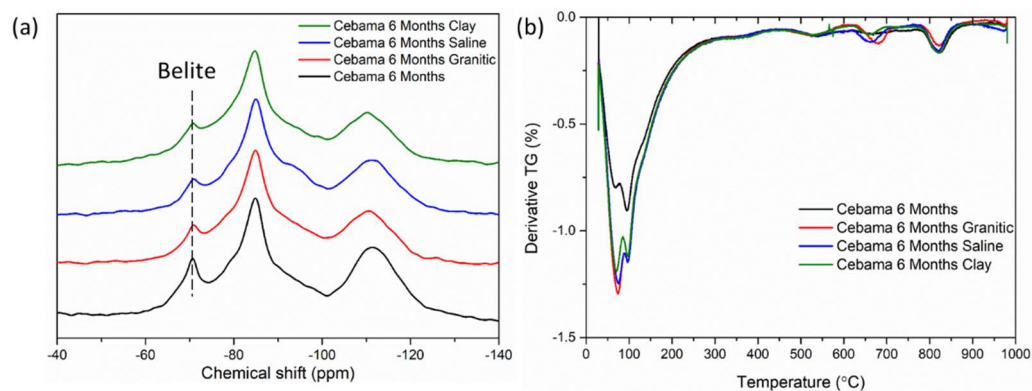 (a)
Cebama 6 Months Clay
Cebama 6 Months Saline
Cebama 6 Months Granitic
Cebama 6 Months
Belite
-40 -60 -80 -100 -120 -140
Chemical shift (ppm)
(b)
0.0
-0.5
-1.0
-1.5
Derivative TG (%)
Cebama 6 Months
Cebama 6 Months Granitic
Cebama 6 Months Saline
Cebama 6 Months Clay
0 100 200 300 400 500 600 700 800 900 1000
Temperature (°C)